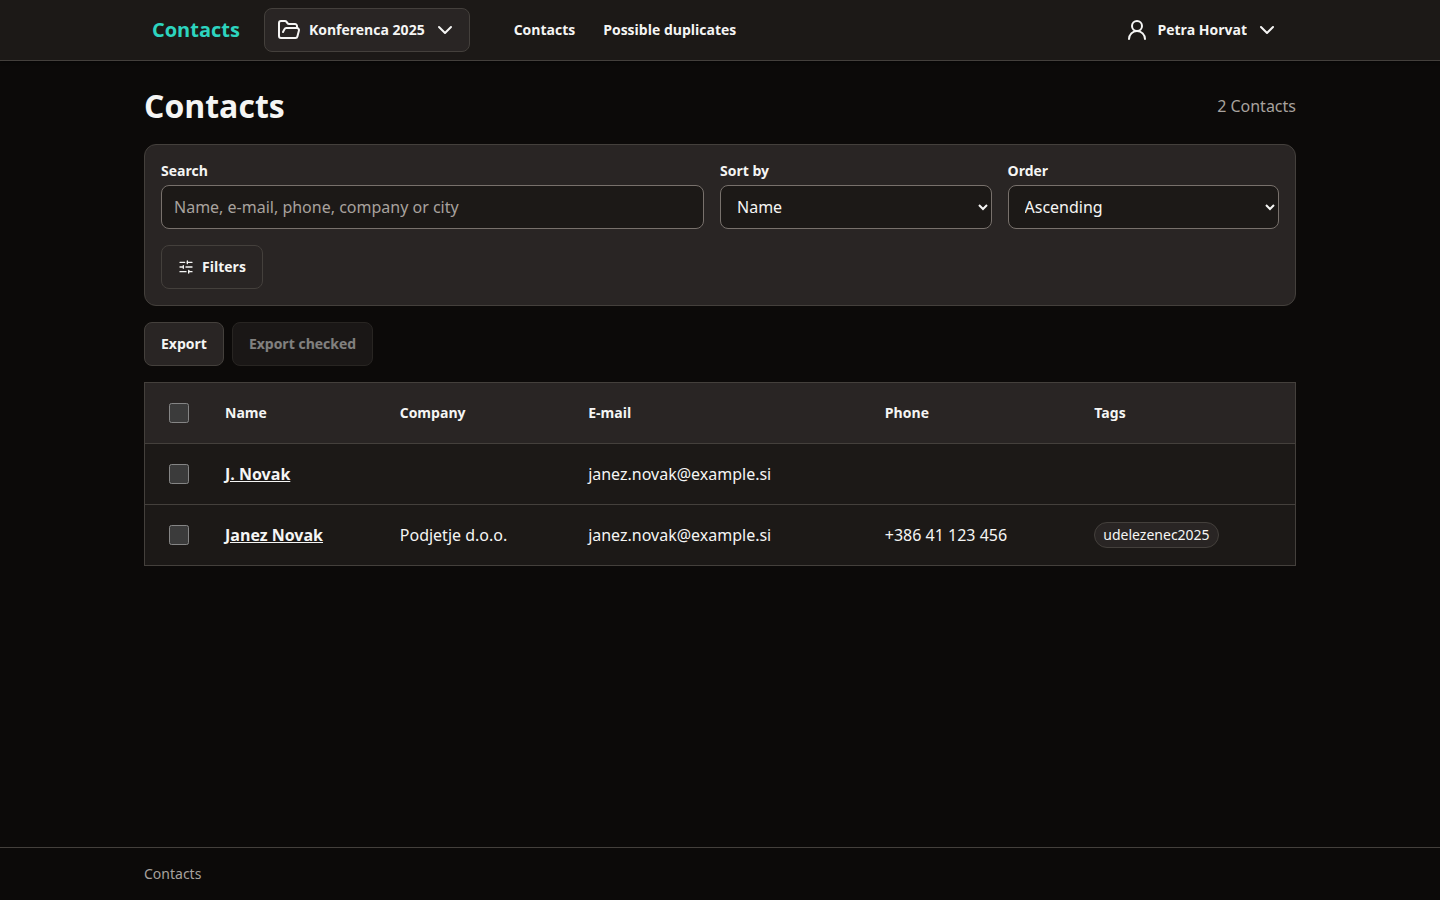 Contacts Konferenca 2025 Contacts Possible duplicates Petra Horvat
Contacts 2 Contacts
Search Sort by Order
Name, e-mail, phone, company or city Name Ascending
Filters
Export Export checked
Name Company E-mail Phone Tags
J. Novak janez.novak@example.si
Janez Novak Podjetje d.o.o. janez.novak@example.si +386 41 123 456 udelezenec2025
Contacts